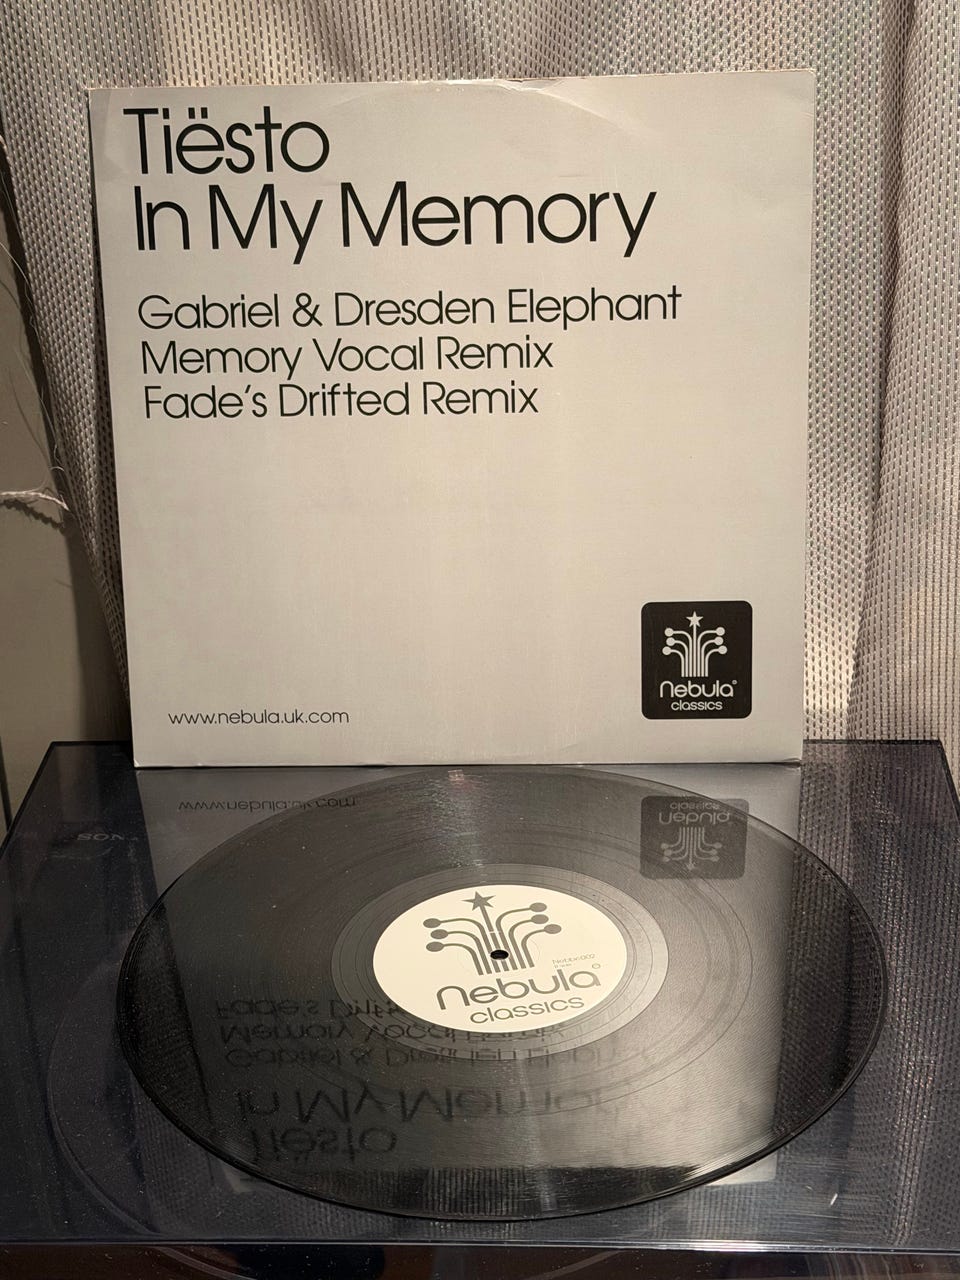 Tiësto
In My Memory
Gabriel & Dresden Elephant
Memory Vocal Remix
Fade's Drifted Remix
nebula
classics
www.nebula.uk.com
SONY
nebula
classics